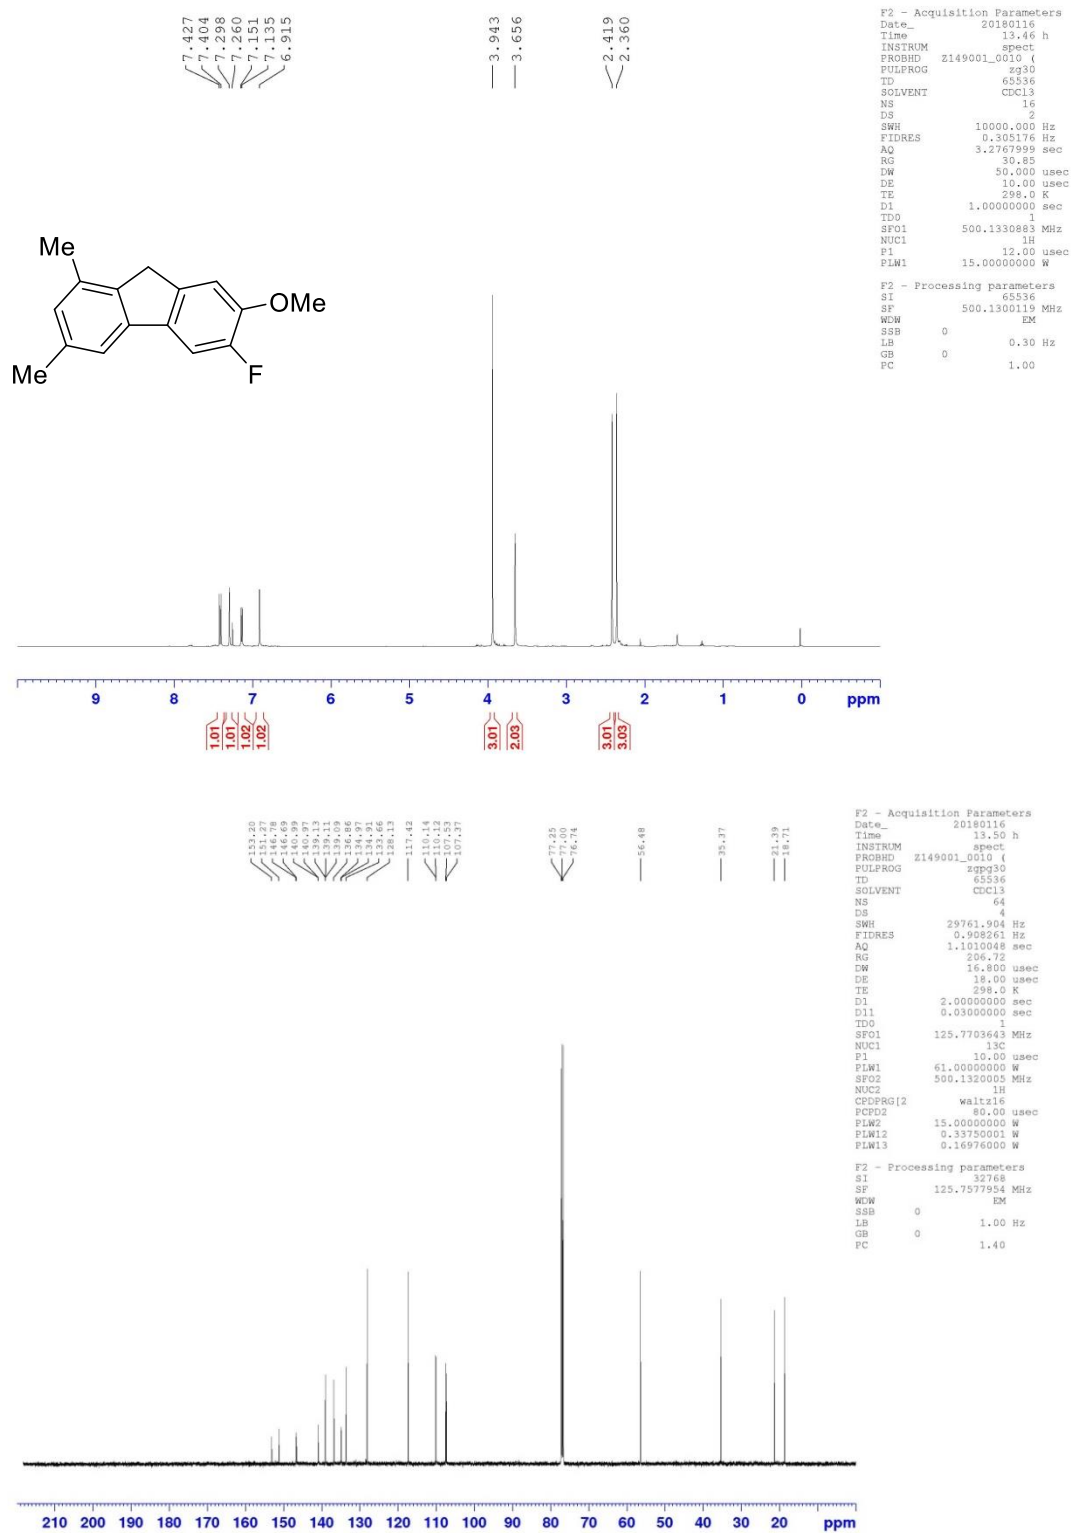 7.427
7.404
7.298
7.260
7.151
7.135
6.915
3.943
3.656
2.419
2.360
F2 - Acquisition Parameters
Date_ 20180116
Time 13.46 h
INSTRUM spect
PROBHD Z149001_0010 (
PULPROG zg30
TD 65536
SOLVENT CDCl3
NS 16
DS 2
SWH 10000.000 Hz
FIDRES 0.305176 Hz
AQ 3.2767999 sec
RG 30.85
DW 50.000 usec
DE 10.00 usec
TE 298.0 K
D1 1.00000000 sec
TD0 1
SFO1 500.1330883 MHz
NUC1 1H
P1 12.00 usec
PLW1 15.00000000 W
F2 - Processing parameters
SI 65536
SF 500.1300119 MHz
WDW EM
SSB 0
LB 0.30 Hz
GB 0
PC 1.00
Me
OMe
Me
F
9 8 7 6 5 4 3 2 1 0 ppm
1.01
1.01
1.02
1.02
3.01
2.03
3.01
3.03
153.20
151.27
146.78
146.69
140.99
140.97
139.13
139.11
139.09
136.86
134.97
134.91
133.66
128.13
117.42
110.14
110.12
107.53
107.37
77.25
77.00
76.74
56.48
35.37
21.39
18.71
F2 - Acquisition Parameters
Date_ 20180116
Time 13.50 h
INSTRUM spect
PROBHD Z149001_0010 (
PULPROG zgpg30
TD 65536
SOLVENT CDCl3
NS 64
DS 4
SWH 29761.904 Hz
FIDRES 0.908261 Hz
AQ 1.1010048 sec
RG 206.72
DW 16.800 usec
DE 18.00 usec
TE 298.0 K
D1 2.00000000 sec
D11 0.03000000 sec
TD0 1
SFO1 125.7703643 MHz
NUC1 13C
P1 10.00 usec
PLW1 61.00000000 W
SFO2 500.1320005 MHz
NUC2 1H
CPDPRG[2 waltz16
PCPD2 80.00 usec
PLW2 15.00000000 W
PLW12 0.33750001 W
PLW13 0.16976000 W
F2 - Processing parameters
SI 32768
SF 125.7577954 MHz
WDW EM
SSB 0
LB 1.00 Hz
GB 0
PC 1.40
210 200 190 180 170 160 150 140 130 120 110 100 90 80 70 60 50 40 30 20 ppm